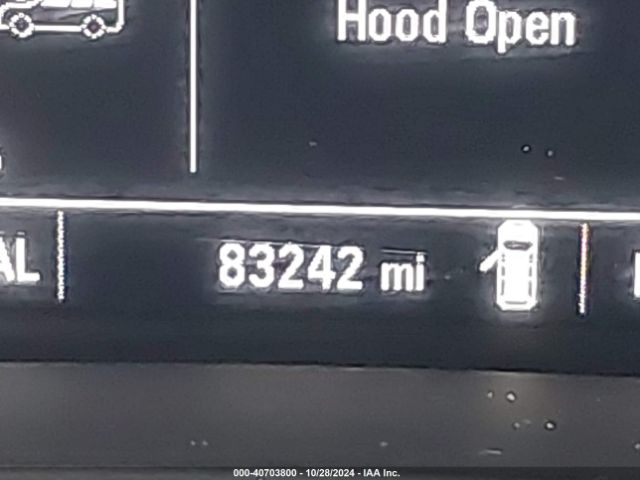 Hood Open
AL
83242 mi
000-40703800 - 10/28/2024 - IAA Inc.